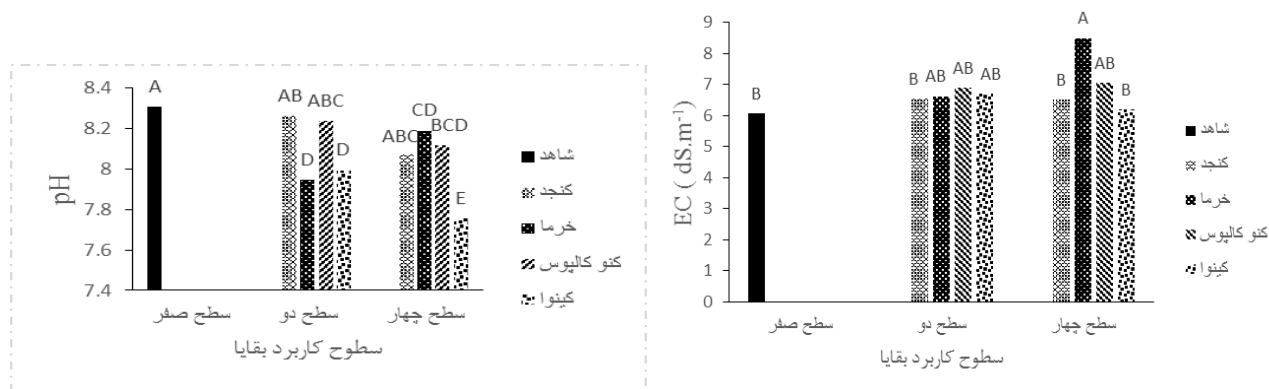 pH
8.4
8.2
8
7.8
7.6
7.4
A
AB
D
ABC
D
ABC
CD
BCD
E
سطح صفر
سطح دو
سطح چهار
سطوح کاربرد بقایا
شاهد
کنجد
خرما
کنو کالپوس
کینوا
EC ( dS.m-1)
9
8
7
6
5
4
3
2
1
0
B
B
AB
AB
AB
B
A
AB
B
سطح صفر
سطح دو
سطح چهار
سطوح کاربرد بقایا
شاهد
کنجد
خرما
کنو کالپوس
کینوا